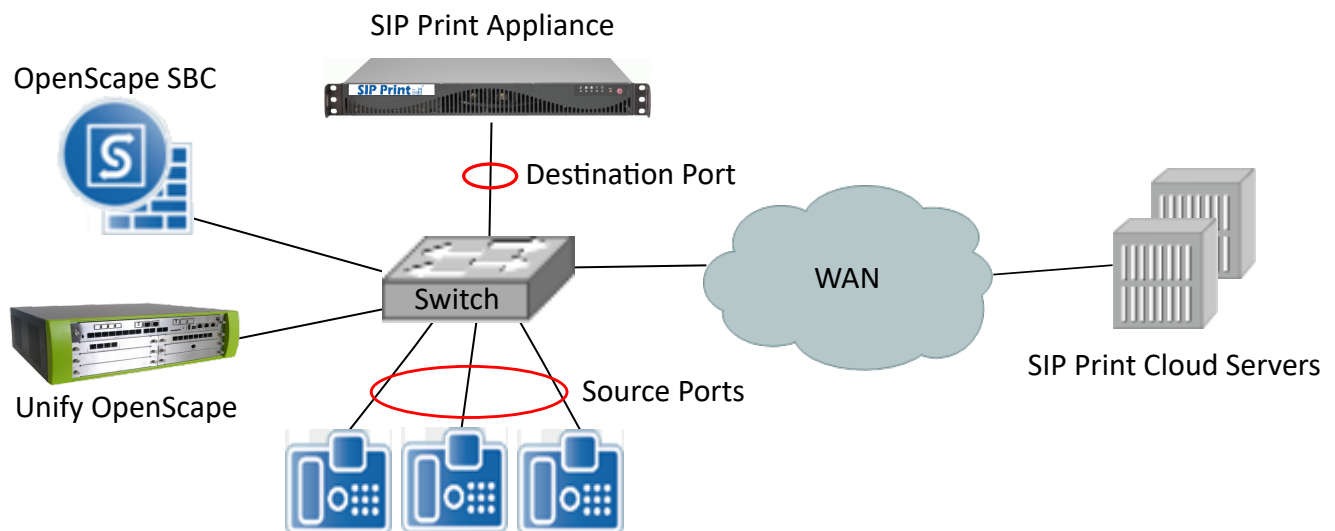 SIP Print Appliance
OpenScape SBC
SIP Print
S
Destination Port
Switch
WAN
SIP Print Cloud Servers
Unify OpenScape
Source Ports